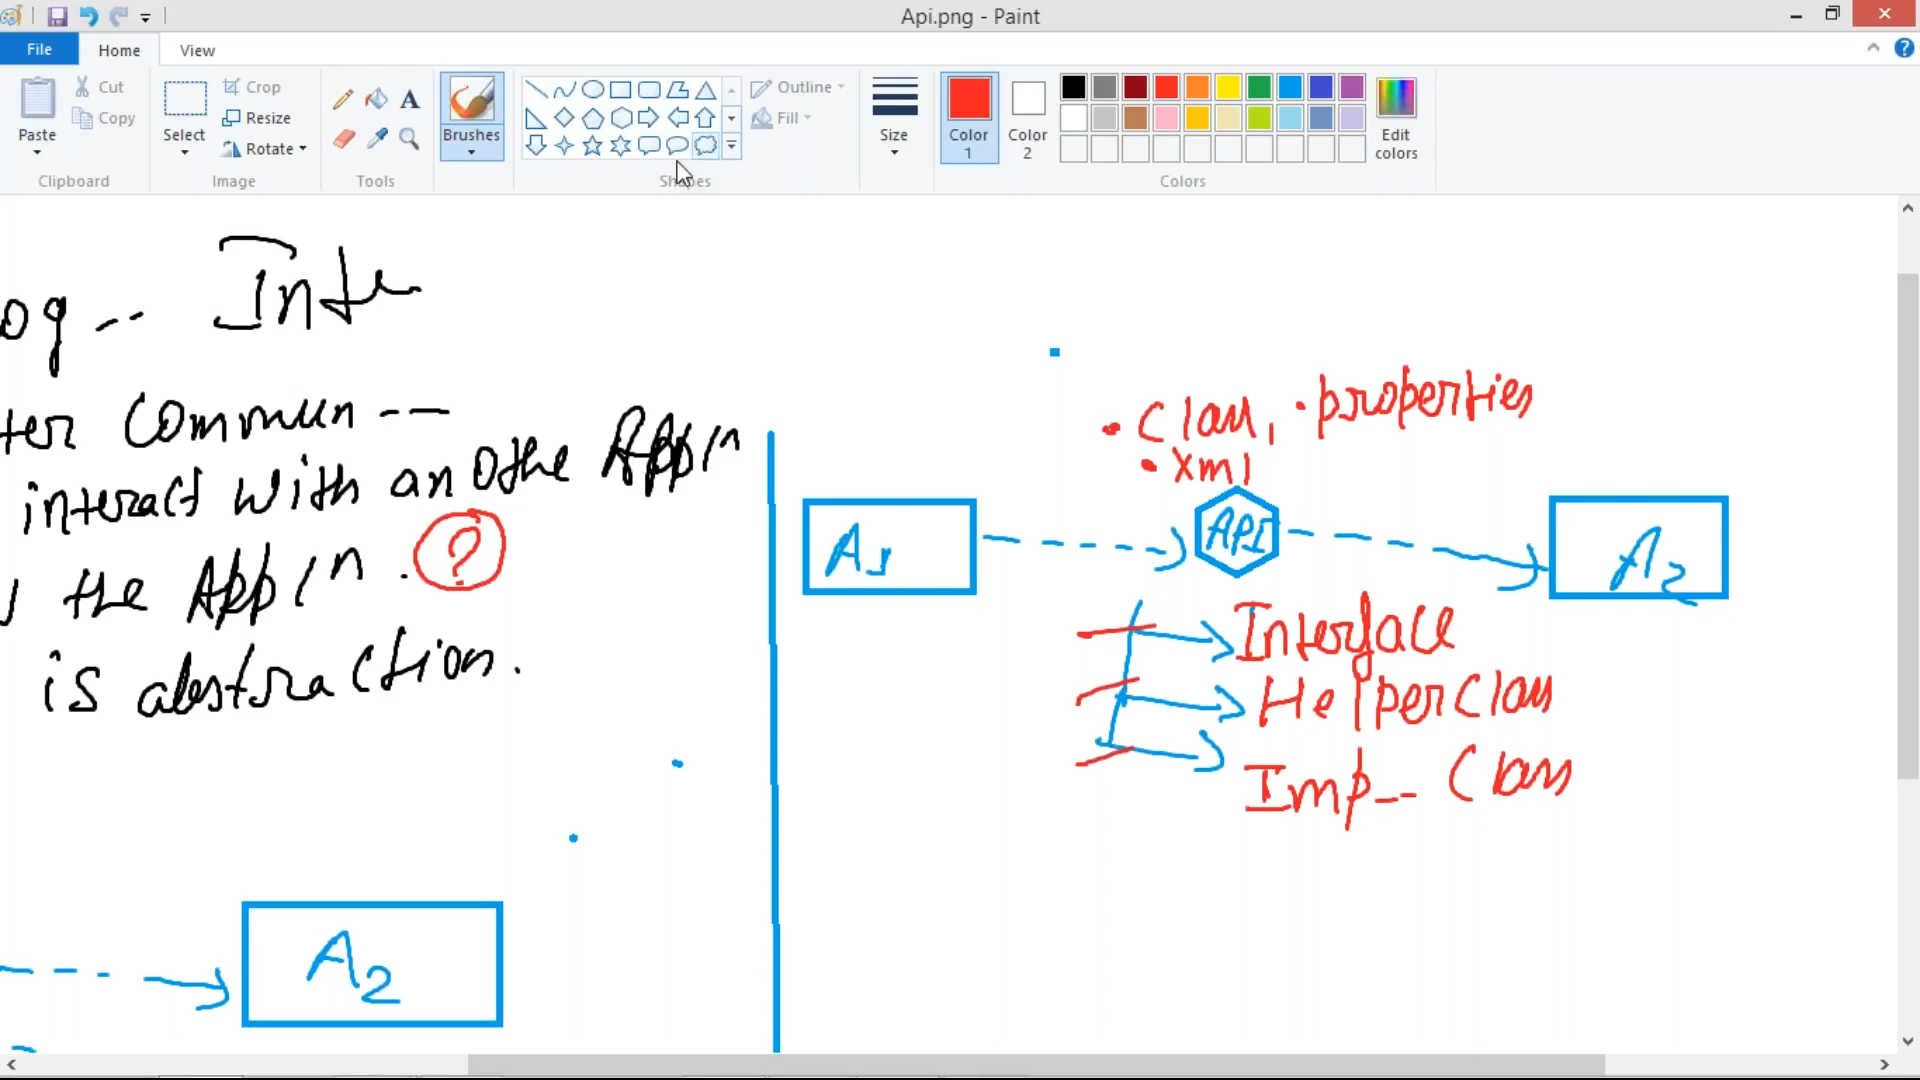 Api.png - Paint
File Home View
Paste
Cut
Copy
Clipboard
Select
Crop
Resize
Rotate
Image
A
Tools
Brushes
Outline
Fill
Shapes
Size
Color 1
Color 2
Edit colors
Colors
og -- Inte
ter Commun --
interact with an othe Appln
the Appln . ?
is abstraction.
A2
.class, .properties
.xml
A1
API
A2
Interface
Helper Class
Imp-- Class